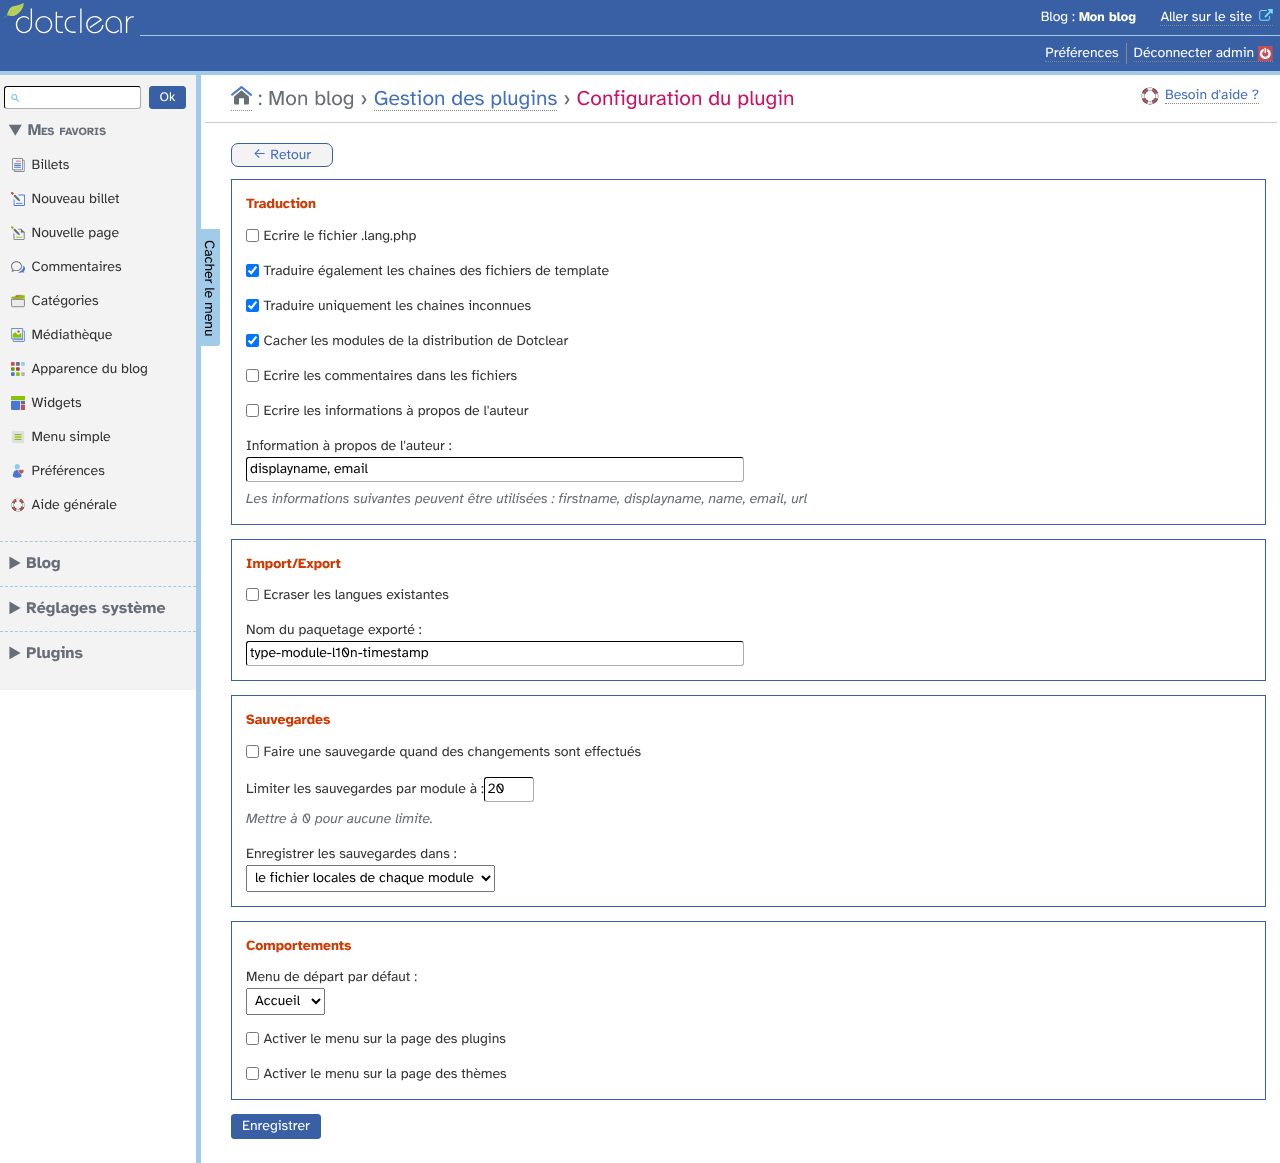 dotclear
Blog : Mon blog Aller sur le site
Préférences Déconnecter admin
Ok
: Mon blog › Gestion des plugins › Configuration du plugin
Besoin d'aide ?
Mes favoris
Billets
Nouveau billet
Nouvelle page
Commentaires
Catégories
Médiathèque
Apparence du blog
Widgets
Menu simple
Préférences
Aide générale
Blog
Réglages système
Plugins
Cacher le menu
← Retour
Traduction
Ecrire le fichier .lang.php
Traduire également les chaines des fichiers de template
Traduire uniquement les chaines inconnues
Cacher les modules de la distribution de Dotclear
Ecrire les commentaires dans les fichiers
Ecrire les informations à propos de l'auteur
Information à propos de l'auteur :
displayname, email
Les informations suivantes peuvent être utilisées : firstname, displayname, name, email, url
Import/Export
Ecraser les langues existantes
Nom du paquetage exporté :
type-module-l10n-timestamp
Sauvegardes
Faire une sauvegarde quand des changements sont effectués
Limiter les sauvegardes par module à : 20
Mettre à 0 pour aucune limite.
Enregistrer les sauvegardes dans :
le fichier locales de chaque module
Comportements
Menu de départ par défaut :
Accueil
Activer le menu sur la page des plugins
Activer le menu sur la page des thèmes
Enregistrer